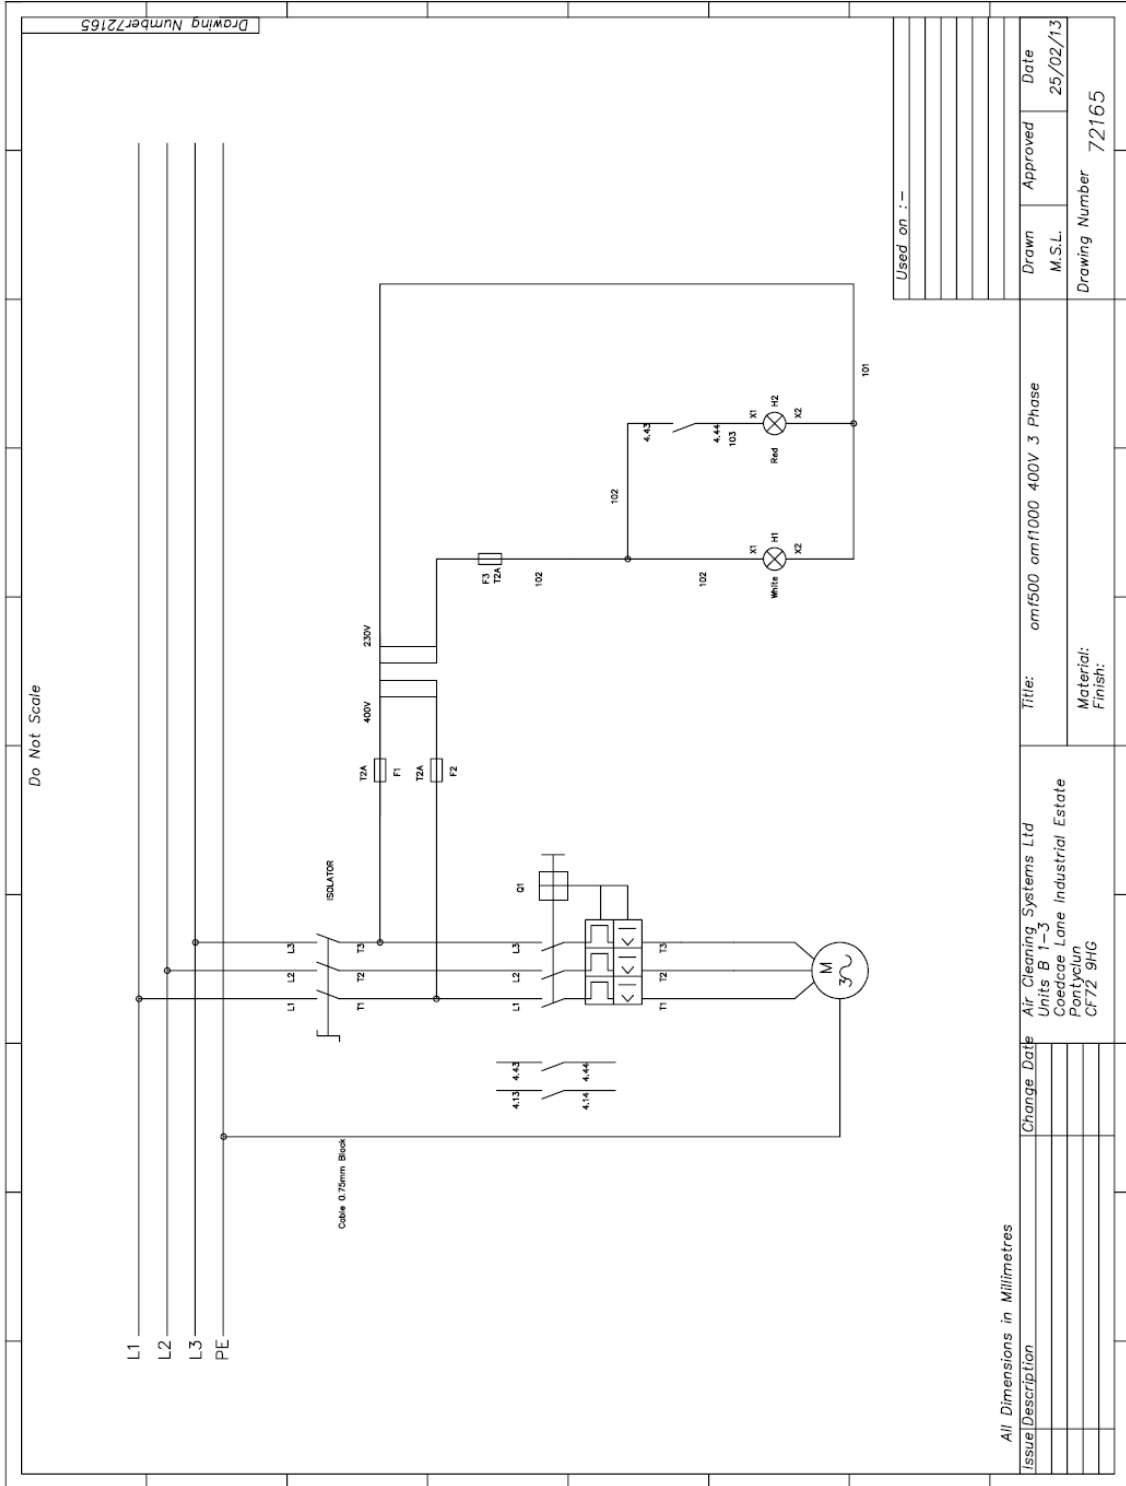 Drawing Number72165
Do Not Scale
L1
L2
L3
PE
Cable 0.75mm Black
ISOLATOR
L1 L2 L3
T1 T2 T3
4.13 4.43
4.14 4.44
L1 L2 L3
Q1
T1 T2 T3
M
3
T2A
F1
T2A
F2
400V
230V
F3
T2A
102
102
102
4.43
4.44
103
White
X1
H1
X2
Red
X1
H2
X2
101
Used on :-
All Dimensions in Millimetres
Issue Description Change Date
Air Cleaning Systems Ltd
Units B 1-3
Coedcae Lane Industrial Estate
Pontyclun
CF72 9HG
Title: omf500 omf1000 400V 3 Phase
Material:
Finish:
Drawn Approved Date
M.S.L. 25/02/13
Drawing Number 72165